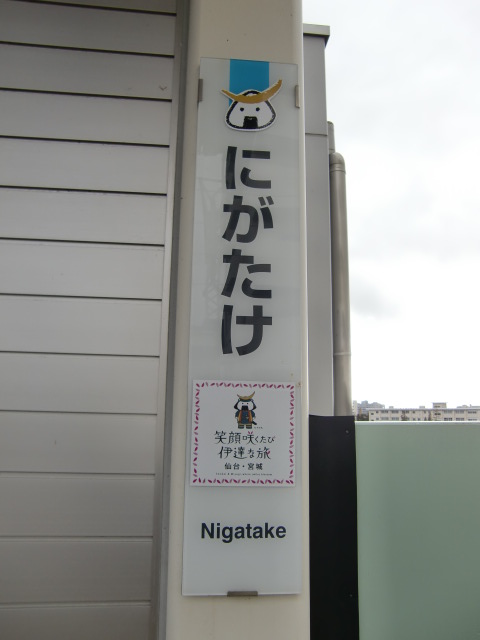 にがたけ
笑顔咲くたび
伊達な旅
仙台・宮城
Nigatake